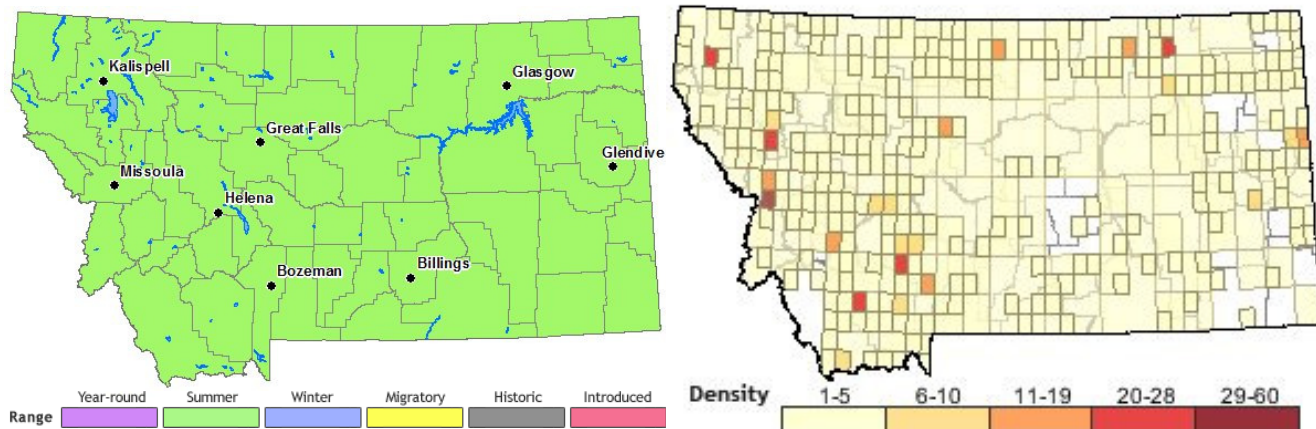 Kalispell
Glasgow
Great Falls
Glendive
Missoula
Helena
Bozeman
Billings
Range Year-round Summer Winter Migratory Historic Introduced
Density 1-5 6-10 11-19 20-28 29-60